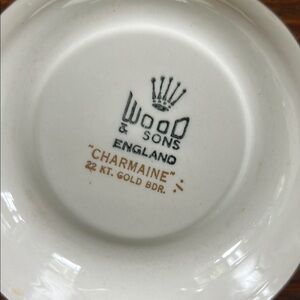 WOOD
& SONS
ENGLAND
"CHARMAINE"
22 KT. GOLD BDR.